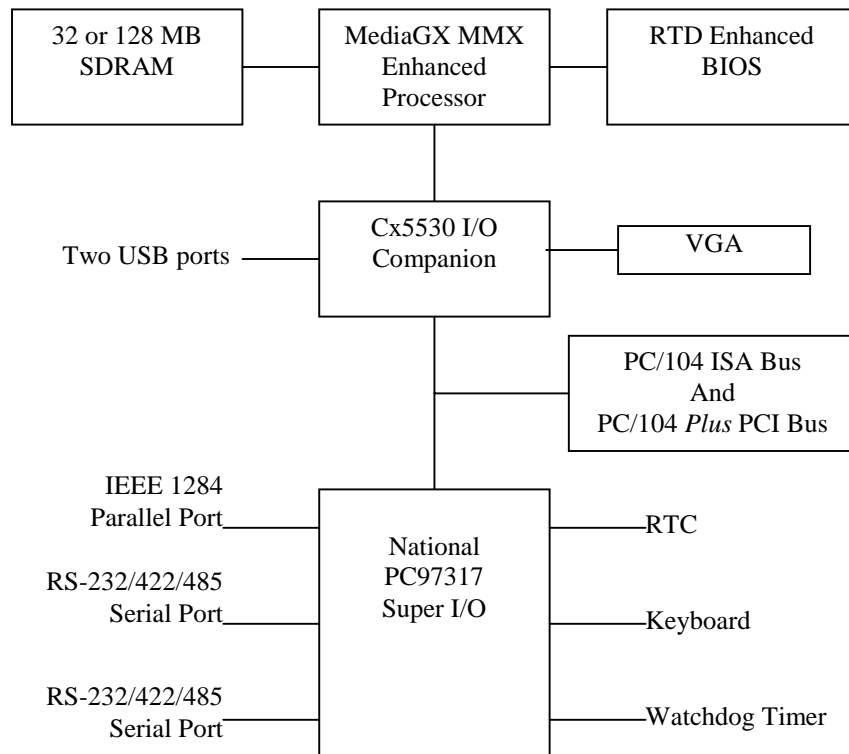 32 or 128 MB
SDRAM
MediaGX MMX
Enhanced
Processor
RTD Enhanced
BIOS
Two USB ports
Cx5530 I/O
Companion
VGA
PC/104 ISA Bus
And
PC/104 Plus PCI Bus
IEEE 1284
Parallel Port
RS-232/422/485
Serial Port
RS-232/422/485
Serial Port
National
PC97317
Super I/O
RTC
Keyboard
Watchdog Timer